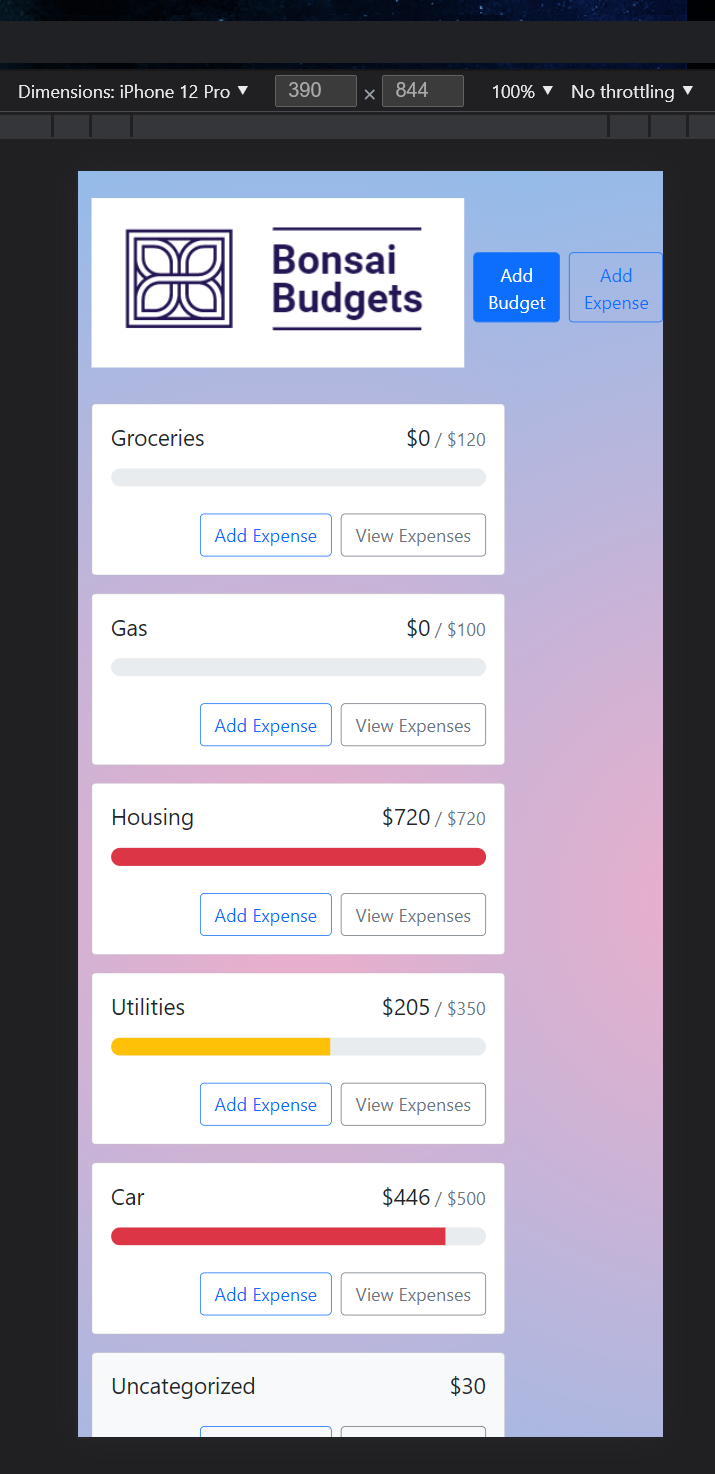 Dimensions: iPhone 12 Pro ▼ 390 × 844 100% ▼ No throttling ▼
Bonsai
Budgets
Add
Budget
Add
Expense
Groceries $0 / $120
Add Expense View Expenses
Gas $0 / $100
Add Expense View Expenses
Housing $720 / $720
Add Expense View Expenses
Utilities $205 / $350
Add Expense View Expenses
Car $446 / $500
Add Expense View Expenses
Uncategorized $30